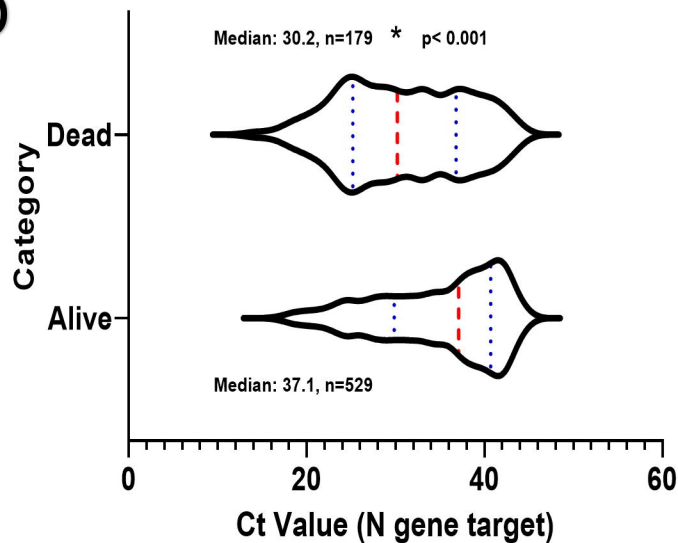 Median: 30.2, n=179 * p< 0.001
Dead
Category
Alive
Median: 37.1, n=529
0 20 40 60
Ct Value (N gene target)